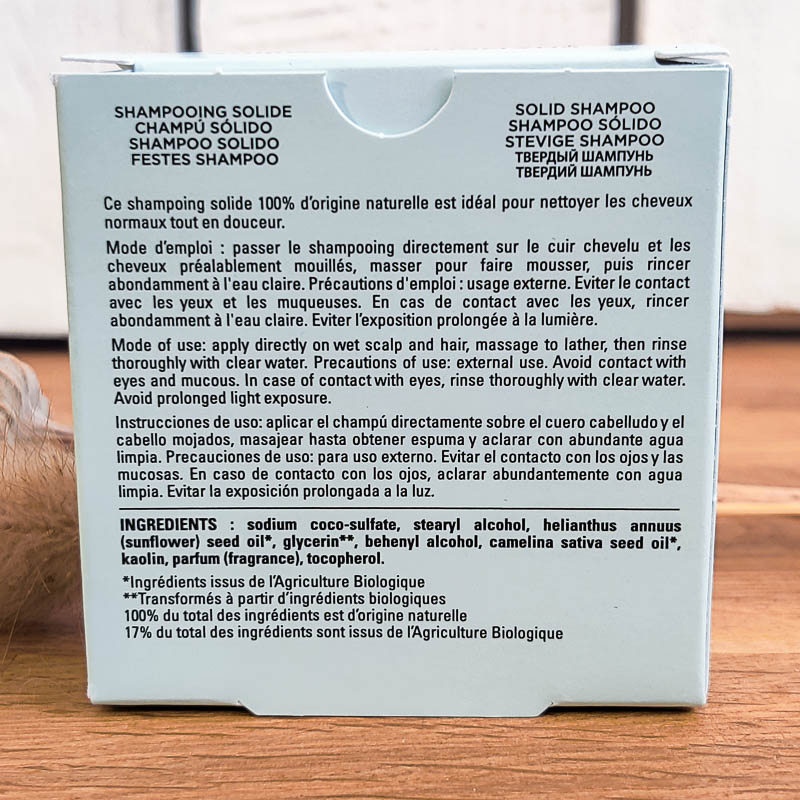 SHAMPOOING SOLIDE
CHAMPÚ SÓLIDO
SHAMPOO SOLIDO
FESTES SHAMPOO
SOLID SHAMPOO
SHAMPOO SÓLIDO
STEVIGE SHAMPOO
ТВЕРДЫЙ ШАМПУНЬ
ТВЕРДИЙ ШАМПУНЬ
Ce shampoing solide 100% d'origine naturelle est idéal pour nettoyer les cheveux
normaux tout en douceur.
Mode d'emploi : passer le shampooing directement sur le cuir chevelu et les
cheveux préalablement mouillés, masser pour faire mousser, puis rincer
abondamment à l'eau claire. Précautions d'emploi : usage externe. Eviter le contact
avec les yeux et les muqueuses. En cas de contact avec les yeux, rincer
abondamment à l'eau claire. Eviter l'exposition prolongée à la lumière.
Mode of use: apply directly on wet scalp and hair, massage to lather, then rinse
thoroughly with clear water. Precautions of use: external use. Avoid contact with
eyes and mucous. In case of contact with eyes, rinse thoroughly with clear water.
Avoid prolonged light exposure.
Instrucciones de uso: aplicar el champú directamente sobre el cuero cabelludo y el
cabello mojados, masajear hasta obtener espuma y aclarar con abundante agua
limpia. Precauciones de uso: para uso externo. Evitar el contacto con los ojos y las
mucosas. En caso de contacto con los ojos, aclarar abundantemente con agua
limpia. Evitar la exposición prolongada a la luz.
INGREDIENTS : sodium coco-sulfate, stearyl alcohol, helianthus annuus
(sunflower) seed oil*, glycerin**, behenyl alcohol, camelina sativa seed oil*,
kaolin, parfum (fragrance), tocopherol.
*Ingrédients issus de l'Agriculture Biologique
**Transformés à partir d'ingrédients biologiques
100% du total des ingrédients est d'origine naturelle
17% du total des ingrédients sont issus de l'Agriculture Biologique